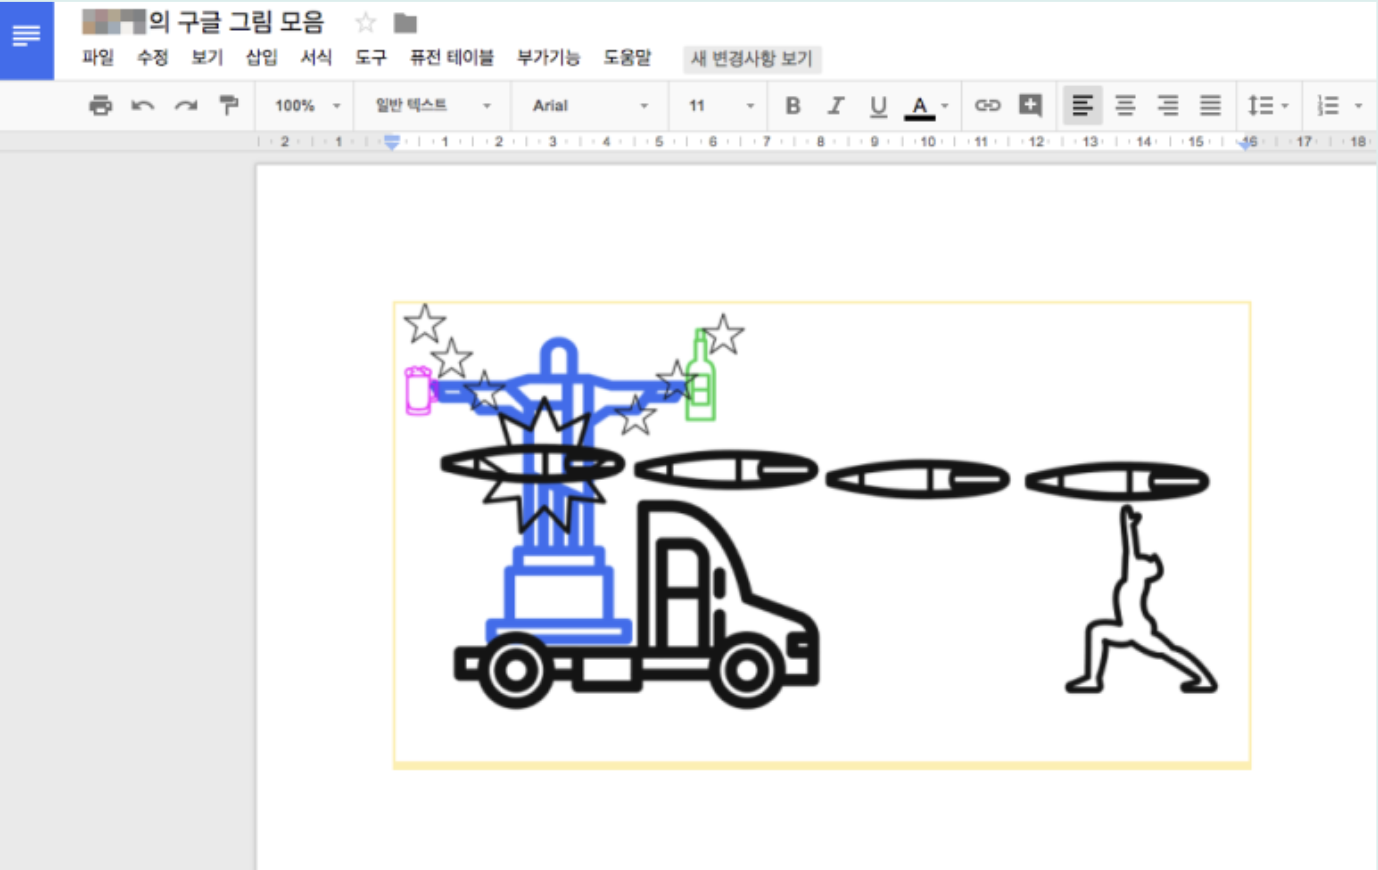 의 구글 그림 모음
파일 수정 보기 삽입 서식 도구 퓨전 테이블 부가기능 도움말 새 변경사항 보기
100% 일반 텍스트 Arial 11 B I U A
2 1 1 2 3 4 5 6 7 8 9 10 11 12 13 14 15 16 17 18